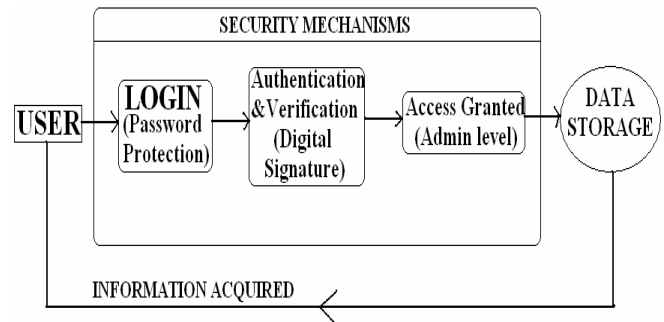 SECURITY MECHANISMS
USER
LOGIN
(Password
Protection)
Authentication
&Verification
(Digital
Signature)
Access Granted
(Admin level)
DATA
STORAGE
INFORMATION ACQUIRED